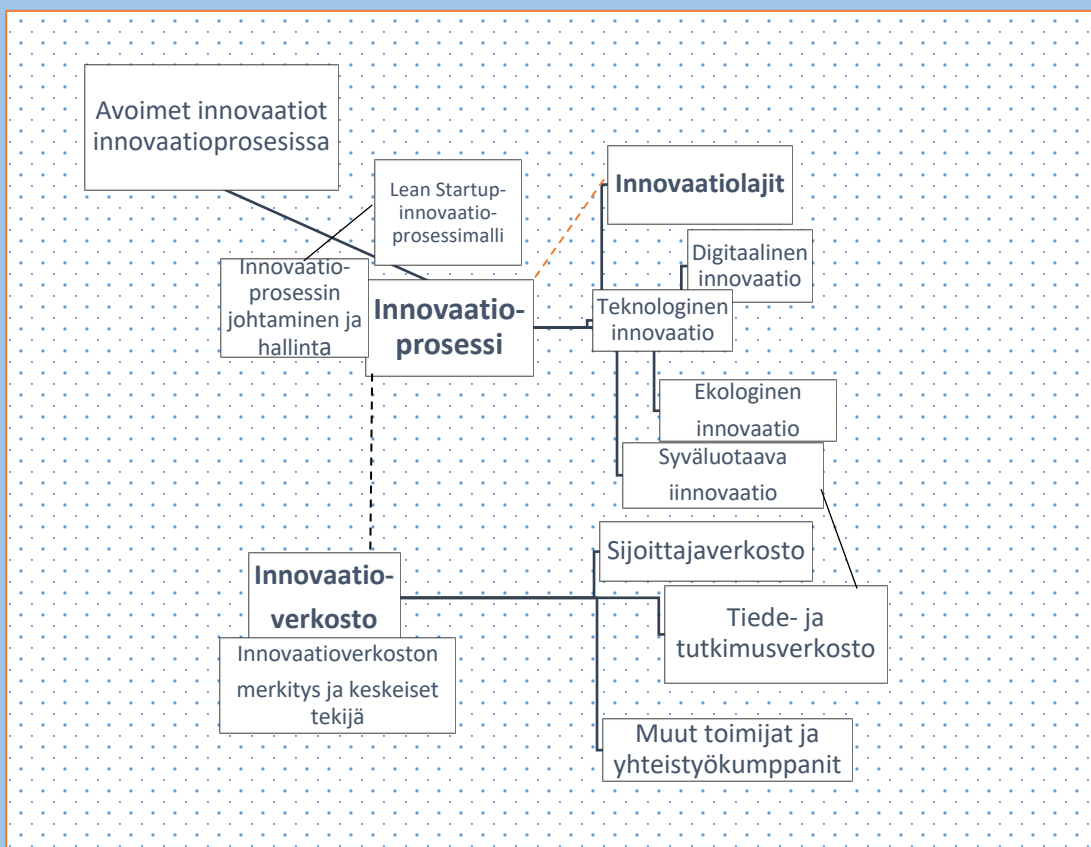 Avoimet innovaatiot
innovaatioprosesissa
Lean Startup-
innovaatio-
prosessimalli
Innovaatiolajit
Digitaalinen
innovaatio
Innovaatio-
prosessin
johtaminen ja
hallinta
Innovaatio-
prosessi
Teknologinen
innovaatio
Ekologinen
innovaatio
Syväluotaava
iinnovaatio
Sijoittajaverkosto
Innovaatio-
verkosto
Tiede- ja
tutkimusverkosto
Innovaatioverkoston
merkitys ja keskeiset
tekijä
Muut toimijat ja
yhteistyökumppanit